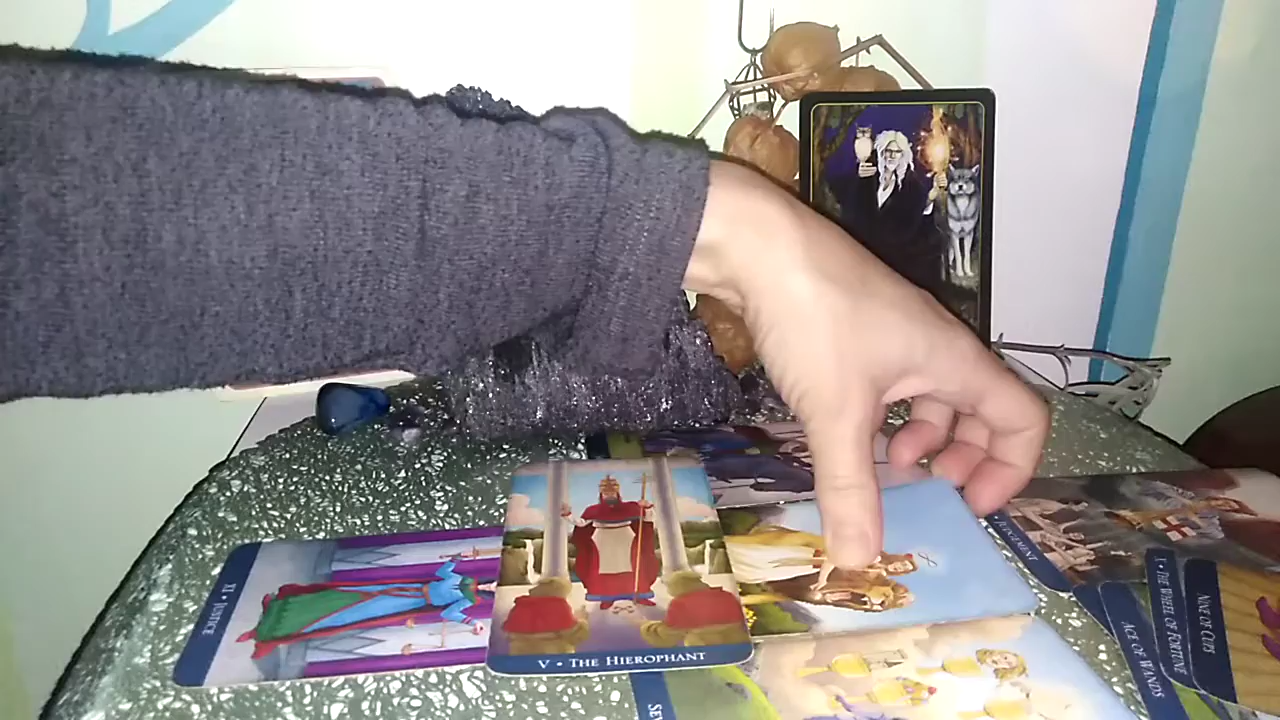 XI • JUSTICE
V • THE HIEROPHANT
JUDGEMENT
ACE OF WANDS
X • THE WHEEL OF FORTUNE
NINE OF CUPS